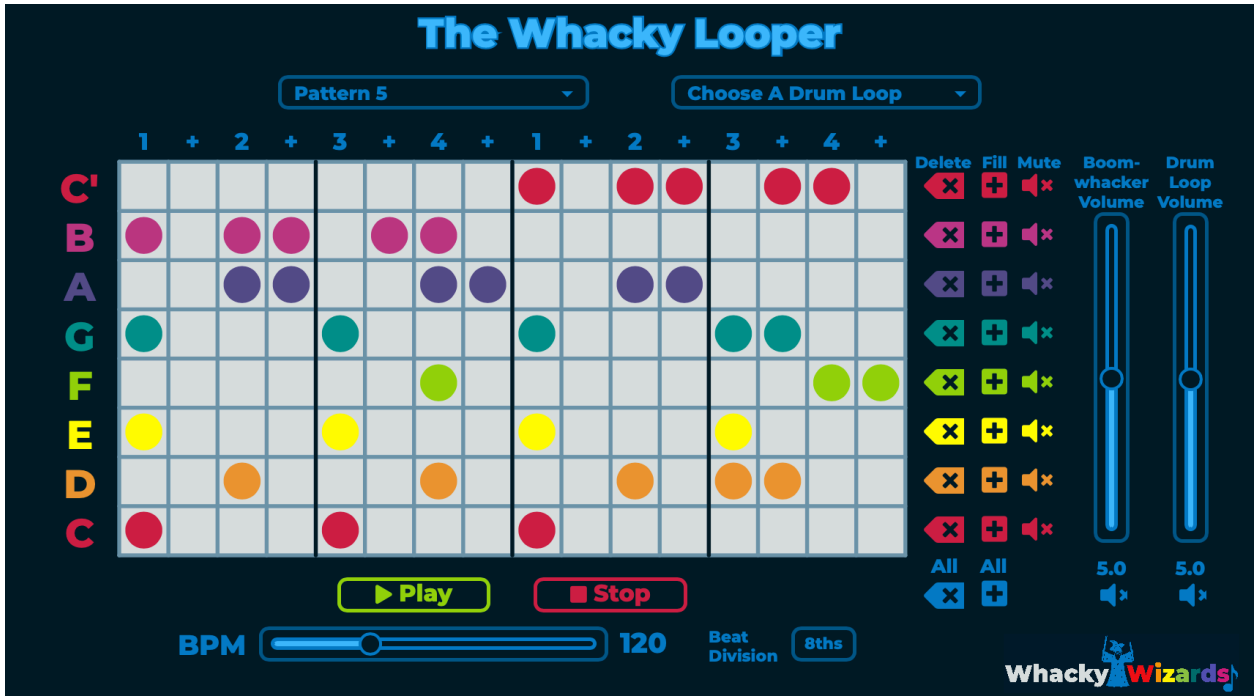 The Whacky Looper
Pattern 5
Choose A Drum Loop
1 + 2 + 3 + 4 + 1 + 2 + 3 + 4 +
Delete Fill Mute
Boom-
whacker
Volume
Drum
Loop
Volume
C'
B
A
G
F
E
D
C
All All
5.0 5.0
Play
Stop
BPM
120
Beat
Division
8ths
Whacky Wizards